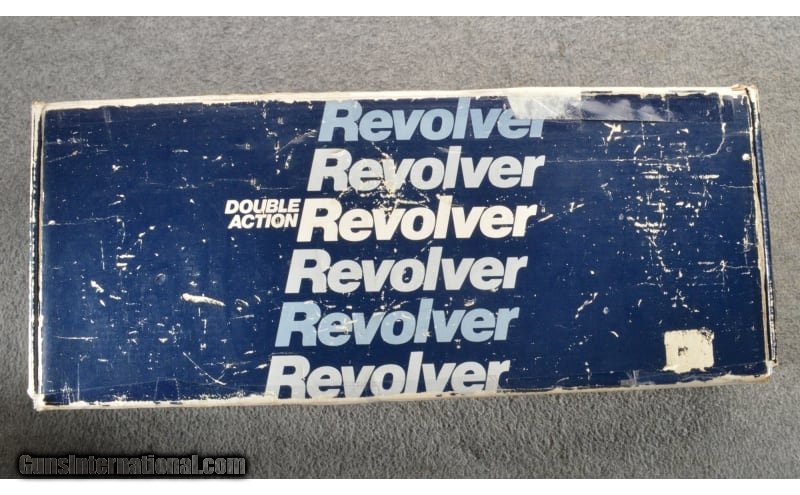 Revolver
Revolver
DOUBLE
ACTION Revolver
Revolver
Revolver
Revolver
GunsInternational.com